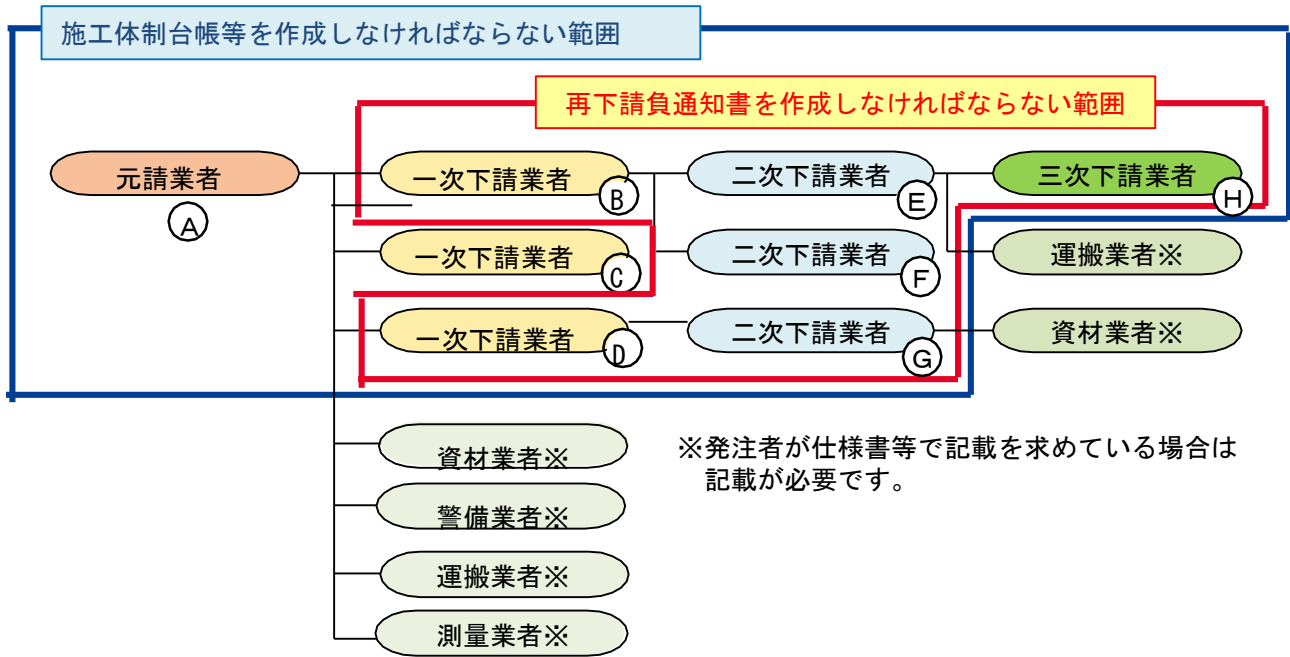 施工体制台帳等を作成しなければならない範囲
再下請負通知書を作成しなければならない範囲
元請業者
A
一次下請業者
B
二次下請業者
E
三次下請業者
H
一次下請業者
C
二次下請業者
F
運搬業者※
一次下請業者
D
二次下請業者
G
資材業者※
資材業者※
警備業者※
運搬業者※
測量業者※
※発注者が仕様書等で記載を求めている場合は
記載が必要です。